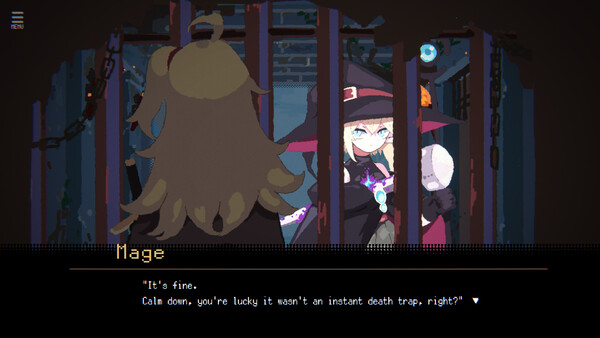 MENU
Mage
"It's fine.
Calm down, you're lucky it wasn't an instant death trap, right?" ▼